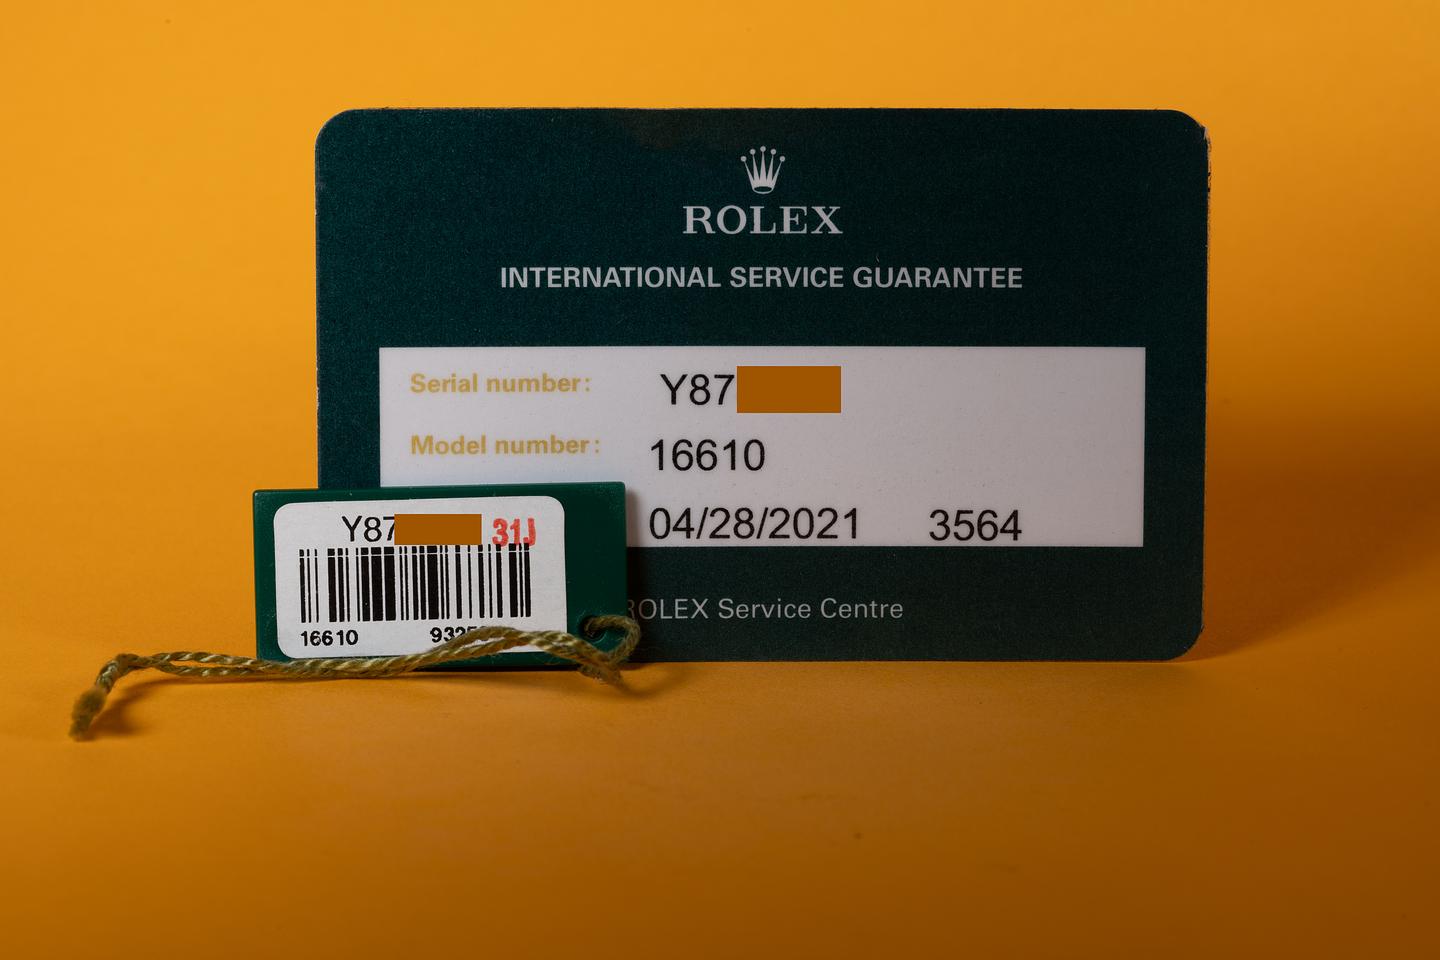 ROLEX
INTERNATIONAL SERVICE GUARANTEE
Serial number: Y87
Model number: 16610
04/28/2021 3564
ROLEX Service Centre
Y87 31J
16610 932